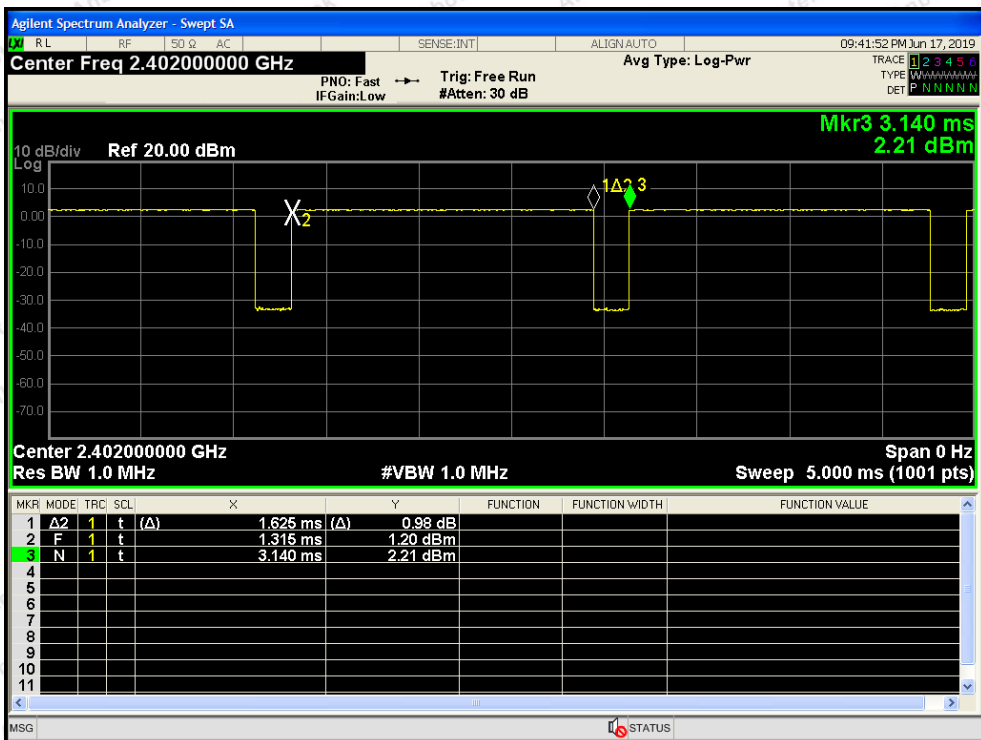 Agilent Spectrum Analyzer - Swept SA
LXI RL RF 50 Ω AC SENSE:INT ALIGNAUTO 09:41:52 PM Jun 17, 2019
Center Freq 2.402000000 GHz Avg Type: Log-Pwr TRACE 1 2 3 4 5 6
PNO: Fast Trig: Free Run TYPE WWWWWW
IFGain:Low #Atten: 30 dB DET P N N N N N
Mkr3 3.140 ms
10 dB/div Ref 20.00 dBm 2.21 dBm
Log
10.0 1Δ2 3
0.00 2
-10.0
-20.0
-30.0
-40.0
-50.0
-60.0
-70.0
Center 2.402000000 GHz Span 0 Hz
Res BW 1.0 MHz #VBW 1.0 MHz Sweep 5.000 ms (1001 pts)
MKR MODE TRC SCL X Y FUNCTION FUNCTION WIDTH FUNCTION VALUE
1 Δ2 1 t (Δ) 1.625 ms (Δ) 0.98 dB
2 F 1 t 1.315 ms 1.20 dBm
3 N 1 t 3.140 ms 2.21 dBm
4
5
6
7
8
9
10
11
MSG STATUS